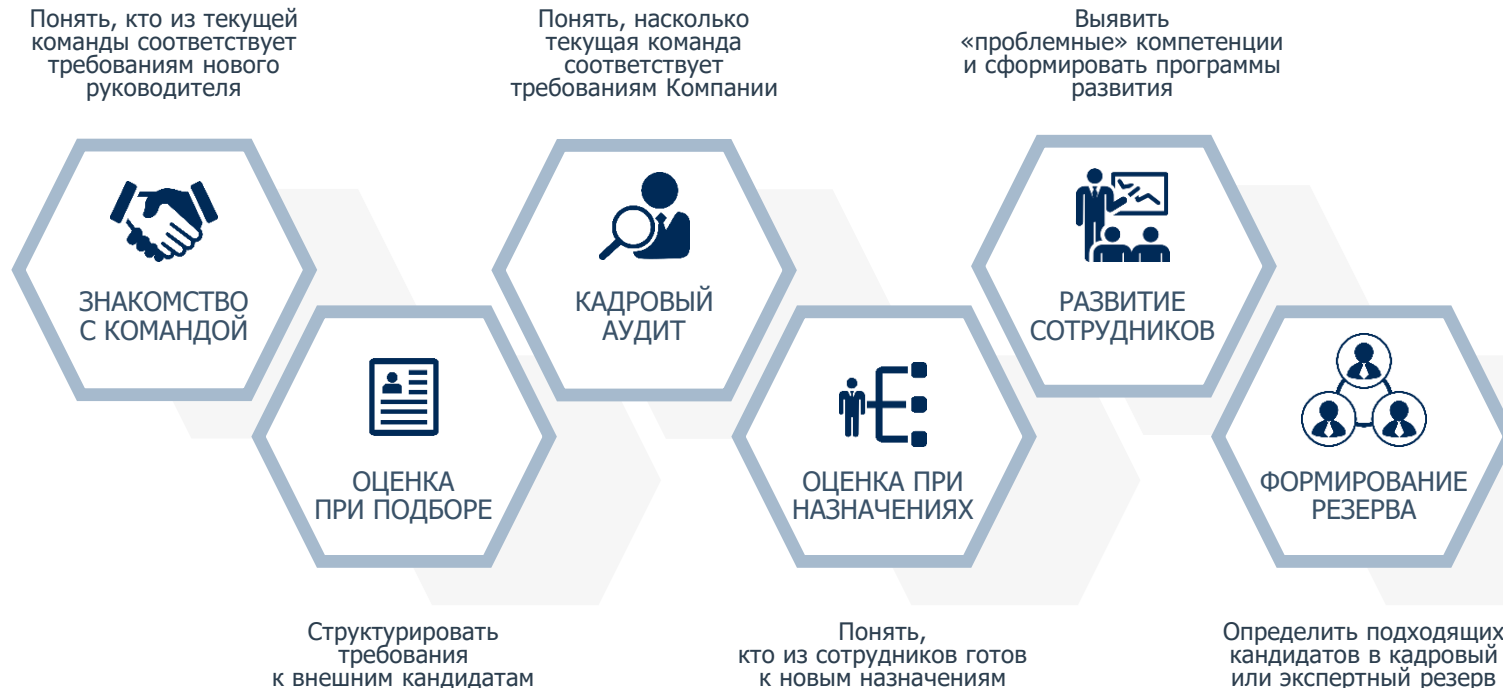 Понять, кто из текущей
команды соответствует
требованиям нового
руководителя
Понять, насколько
текущая команда
соответствует
требованиям Компании
Выявить
«проблемные» компетенции
и сформировать программы
развития
ЗНАКОМСТВО
С КОМАНДОЙ
КАДРОВЫЙ
АУДИТ
РАЗВИТИЕ
СОТРУДНИКОВ
ОЦЕНКА
ПРИ ПОДБОРЕ
ОЦЕНКА ПРИ
НАЗНАЧЕНИЯХ
ФОРМИРОВАНИЕ
РЕЗЕРВА
Структурировать
требования
к внешним кандидатам
Понять,
кто из сотрудников готов
к новым назначениям
Определить подходящих
кандидатов в кадровый
или экспертный резерв